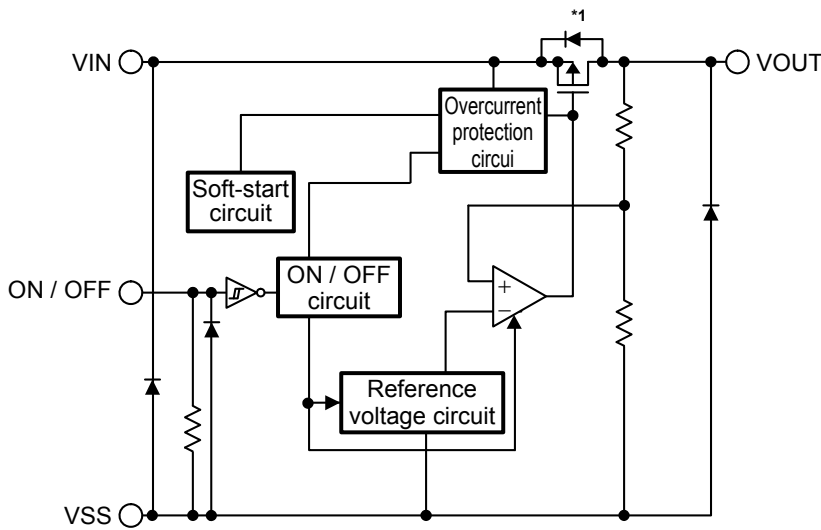 *1
VIN
VOUT
Overcurrent
protection
circui
Soft-start
circuit
ON / OFF
ON / OFF
circuit
+
−
Reference
voltage circuit
VSS